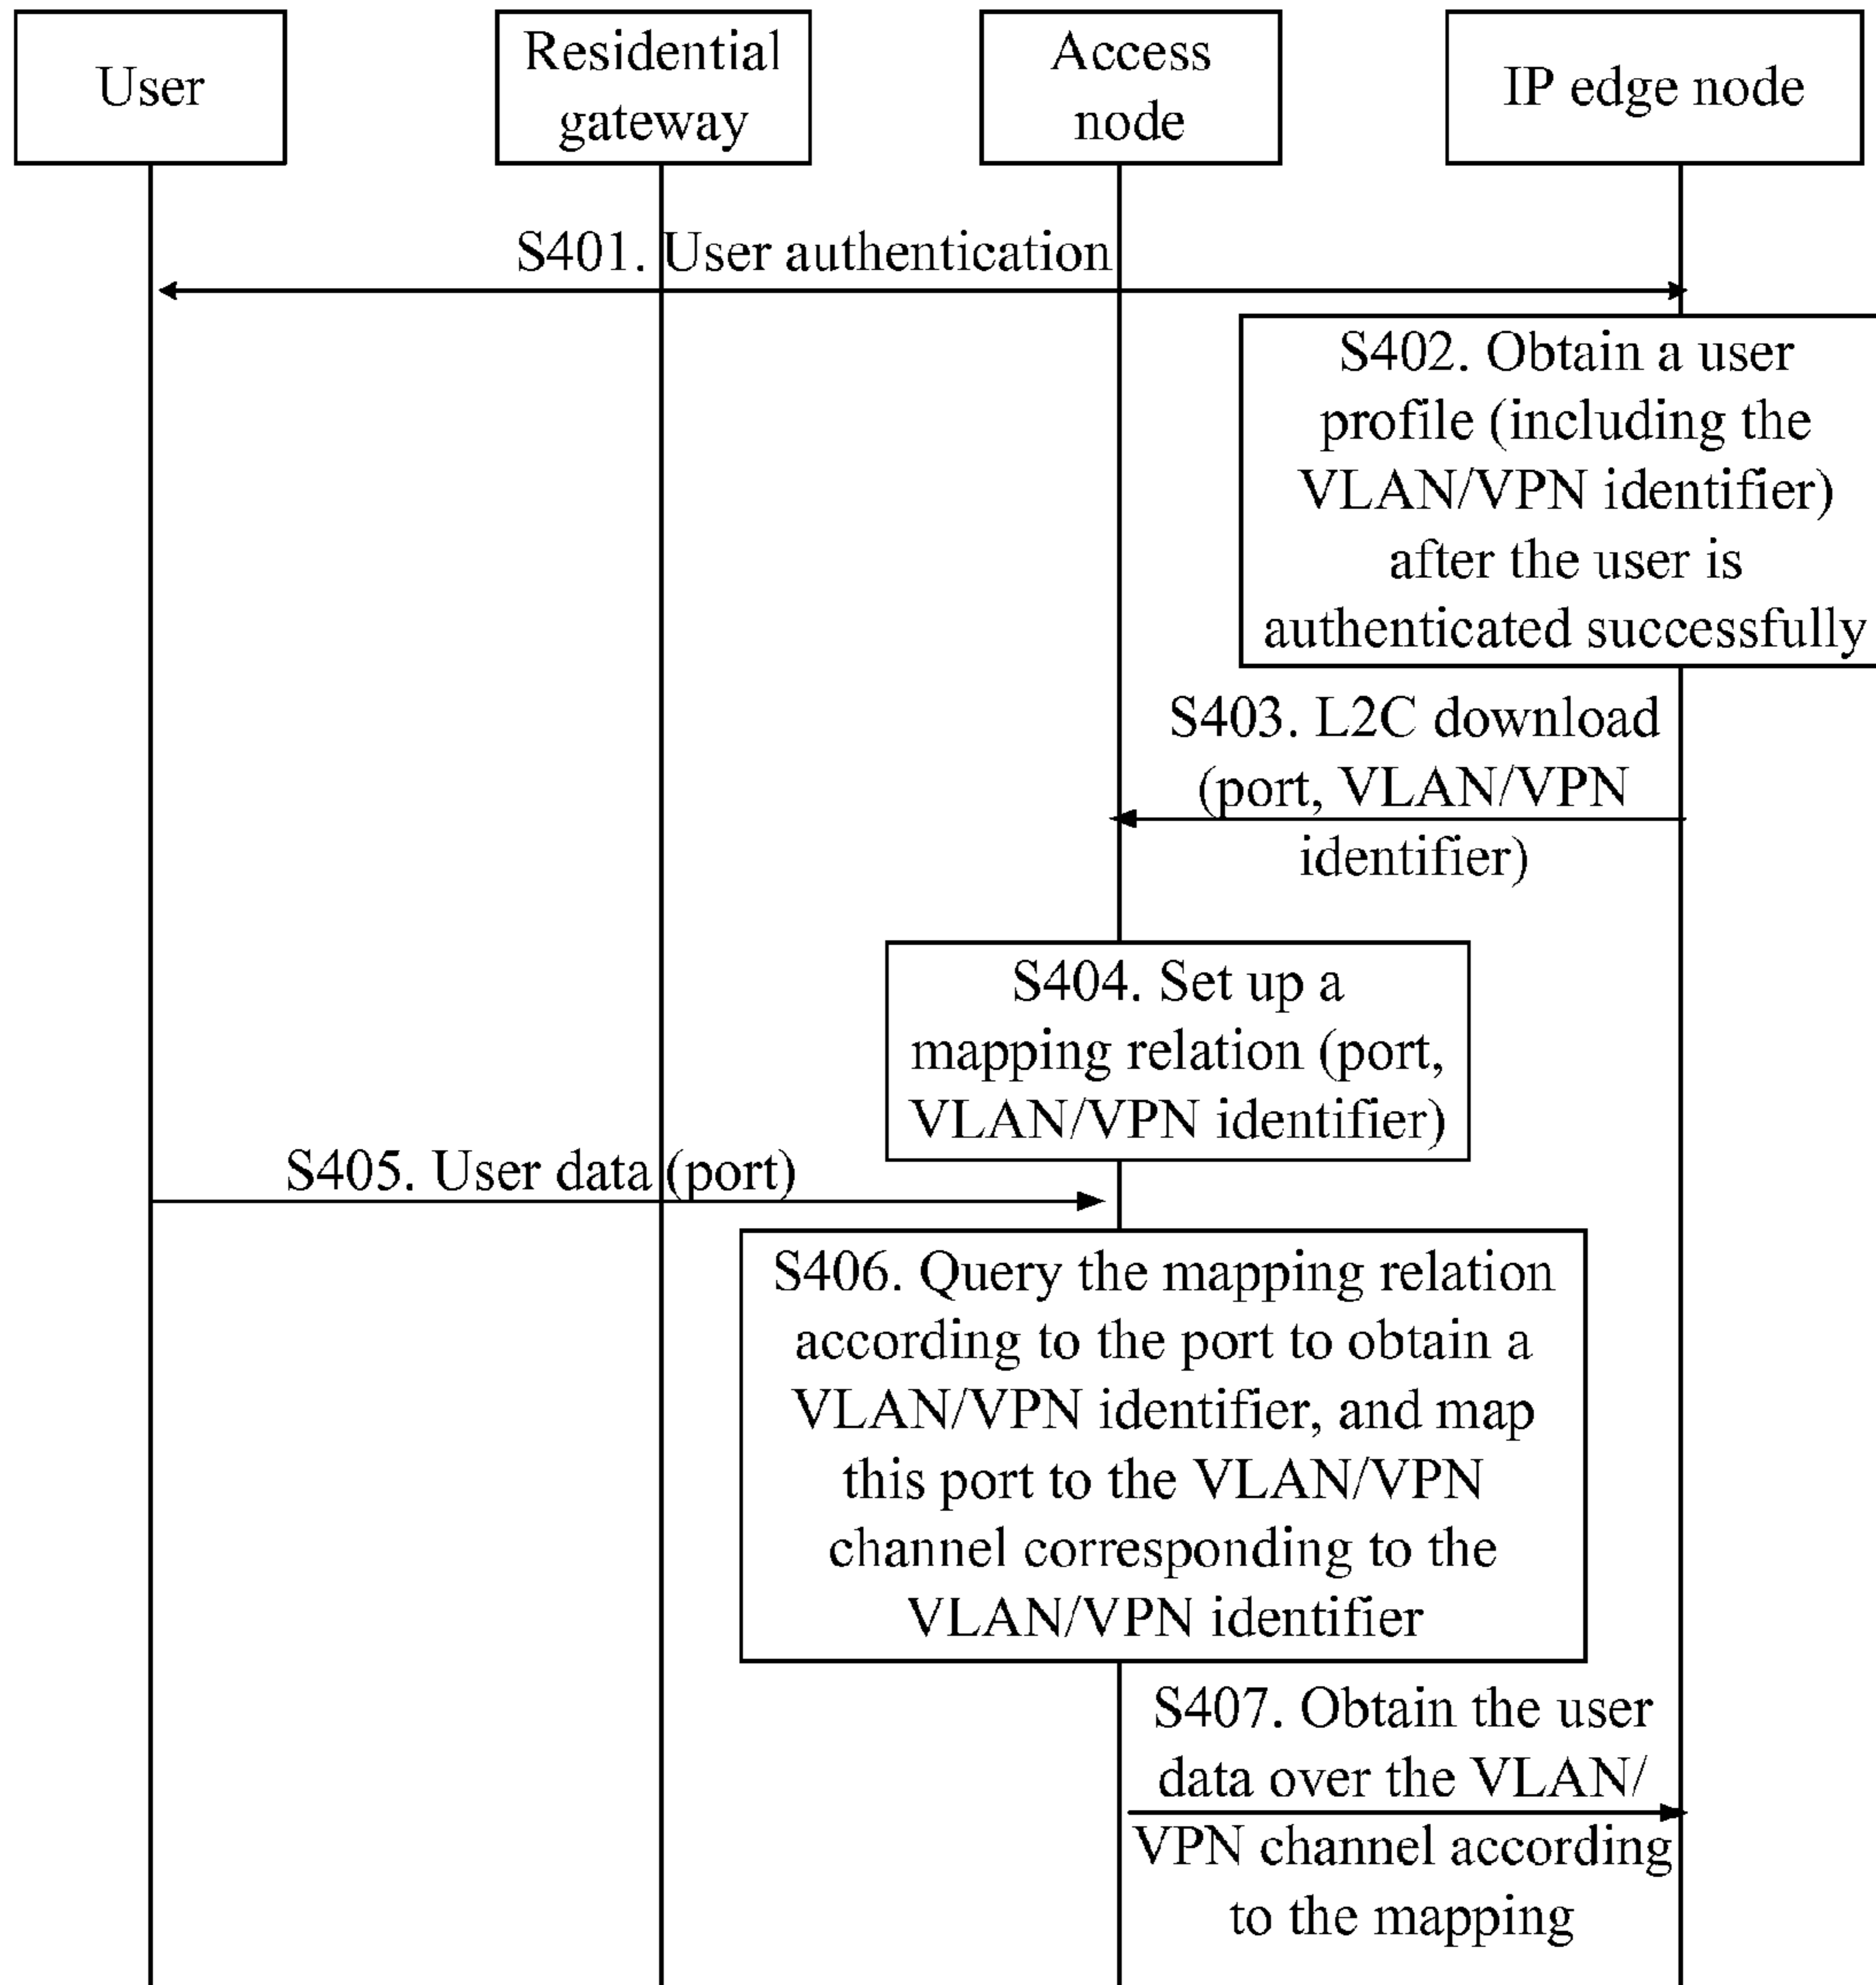 User
Residential
gateway
Access
node
IP edge node
S401. User authentication
S402. Obtain a user
profile (including the
VLAN/VPN identifier)
after the user is
authenticated successfully
S403. L2C download
(port, VLAN/VPN
identifier)
S404. Set up a
mapping relation (port,
VLAN/VPN identifier)
S405. User data (port)
S406. Query the mapping relation
according to the port to obtain a
VLAN/VPN identifier, and map
this port to the VLAN/VPN
channel corresponding to the
VLAN/VPN identifier
S407. Obtain the user
data over the VLAN/
VPN channel according
to the mapping